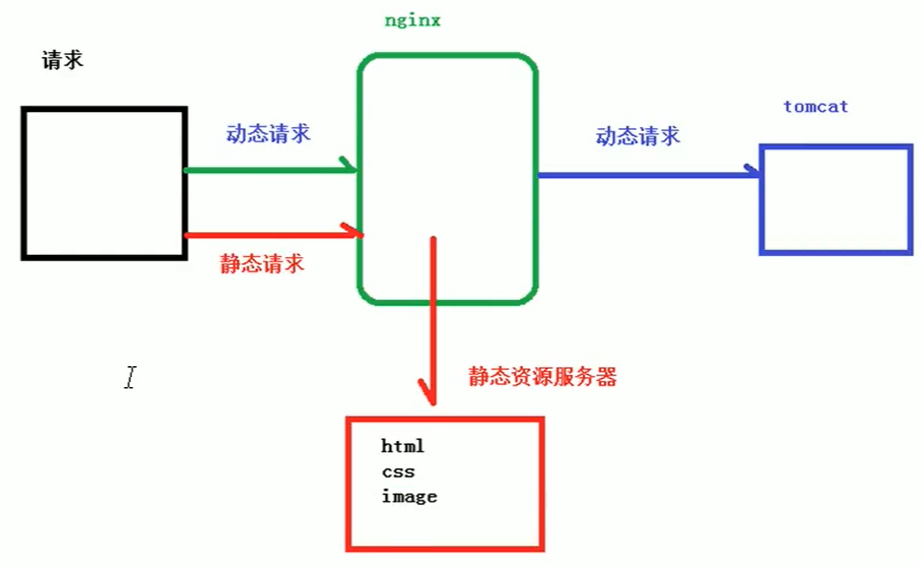 nginx
请求
tomcat
动态请求
动态请求
静态请求
静态资源服务器
html
css
image